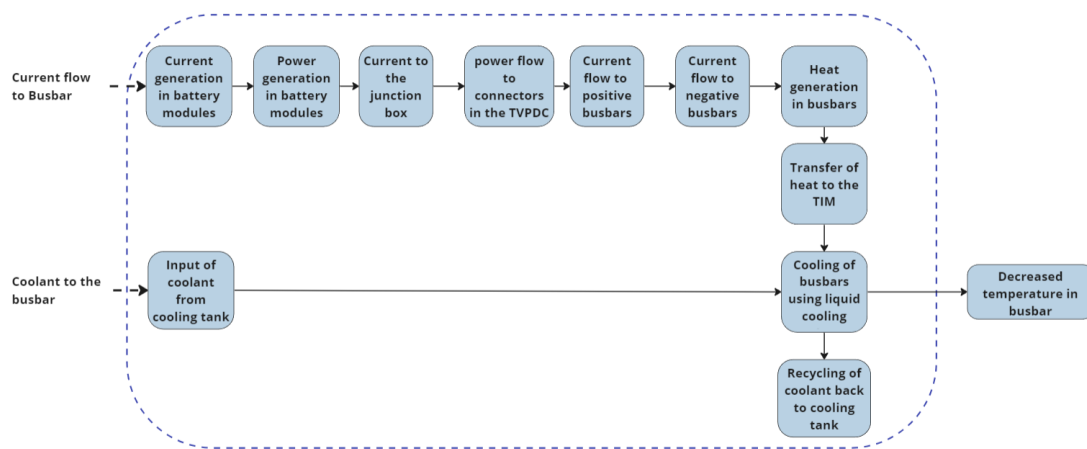 Current flow
to Busbar
Current
generation
in battery
modules
Power
generation
in battery
modules
Current to
the
junction
box
power flow
to
connectors
in the TVPDC
Current
flow to
positive
busbars
Current
flow to
negative
busbars
Heat
generation
in busbars
Transfer of
heat to the
TIM
Coolant to the
busbar
Input of
coolant
from
cooling tank
Cooling of
busbars
using liquid
cooling
Decreased
temperature in
busbar
Recycling of
coolant back
to cooling
tank